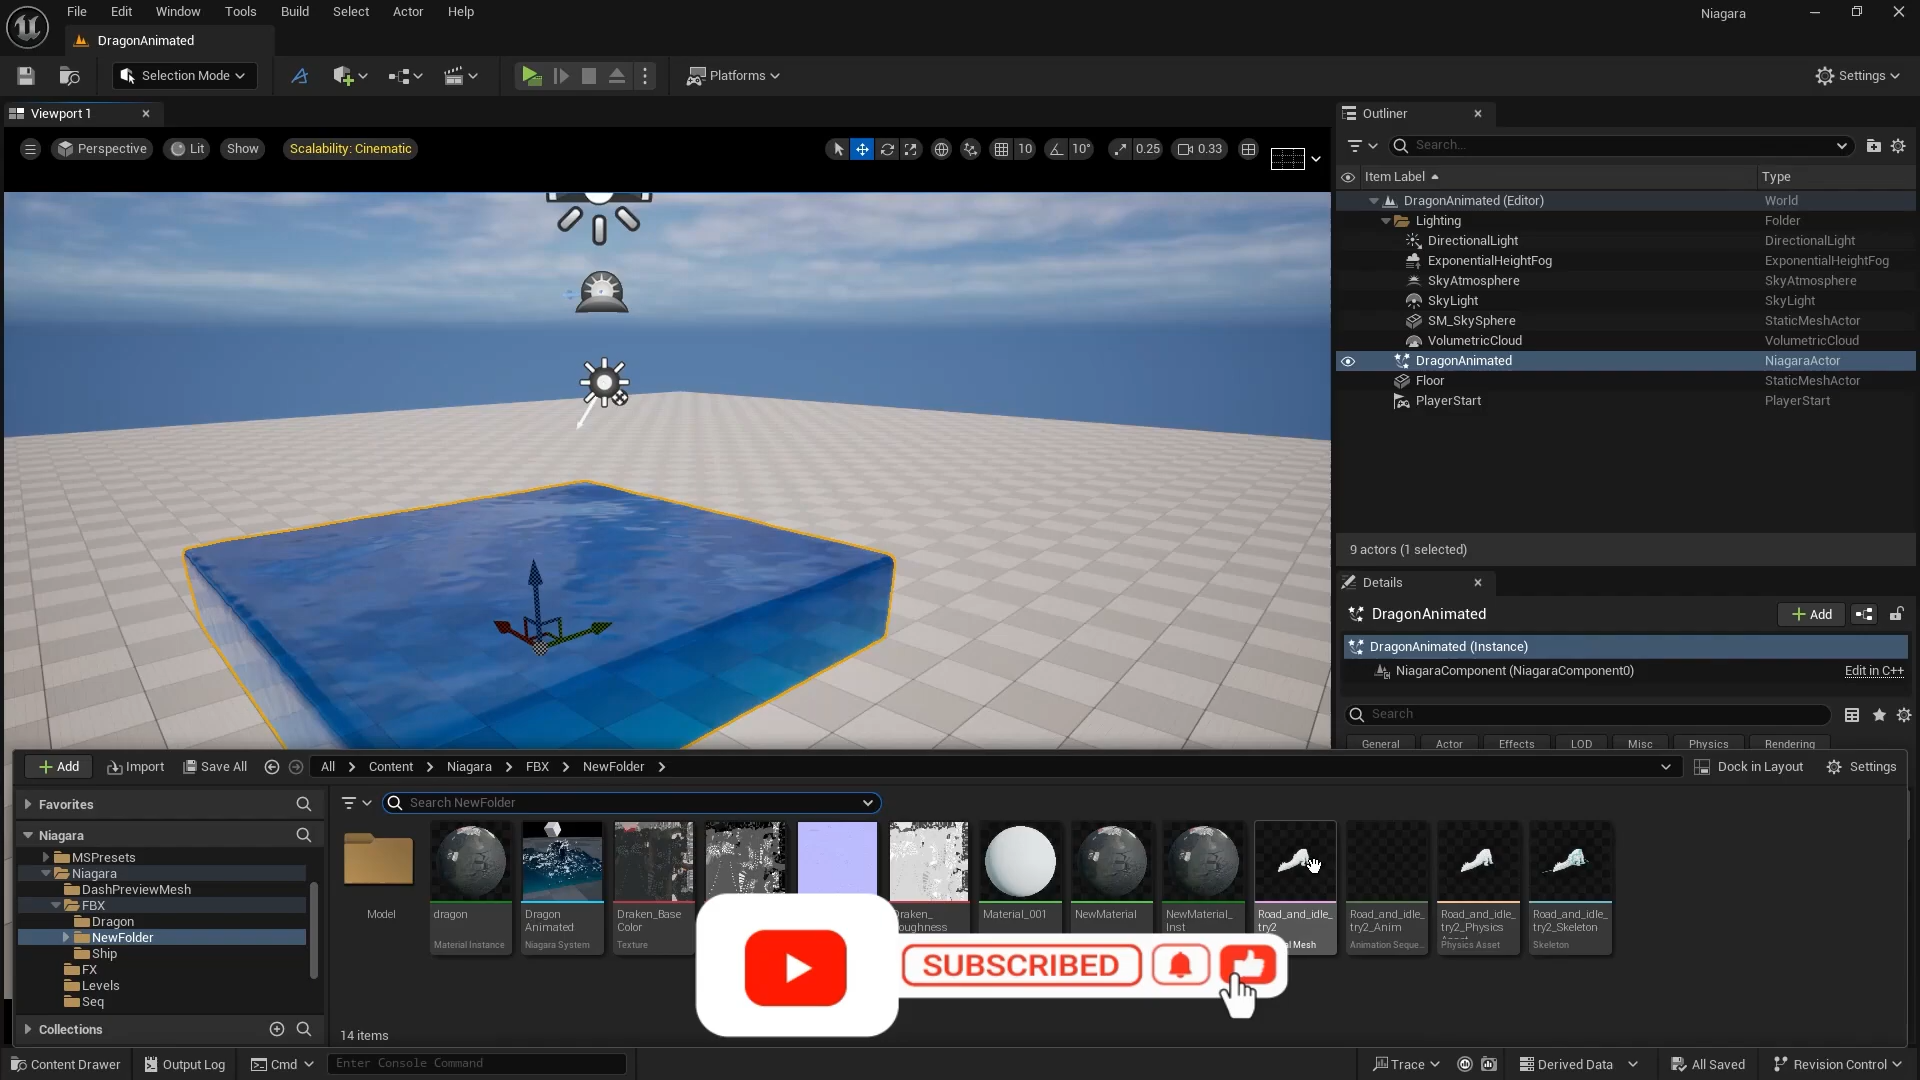 File Edit Window Tools Build Select Actor Help
Niagara
DragonAnimated
Selection Mode
Platforms
Settings
Viewport 1
Perspective Lit Show Scalability: Cinematic
10 10° 0.25 0.33
Outliner
Search...
Item Label Type
DragonAnimated (Editor) World
Lighting Folder
DirectionalLight DirectionalLight
ExponentialHeightFog ExponentialHeightFog
SkyAtmosphere SkyAtmosphere
SkyLight SkyLight
SM_SkySphere StaticMeshActor
VolumetricCloud VolumetricCloud
DragonAnimated NiagaraActor
Floor StaticMeshActor
PlayerStart PlayerStart
9 actors (1 selected)
Details
DragonAnimated
Add
DragonAnimated (Instance)
NiagaraComponent (NiagaraComponent0) Edit in C++
Search
General Actor Effects LOD Misc Physics Rendering
Add Import Save All All Content Niagara FBX NewFolder Dock in Layout Settings
Favorites
Niagara
MSPresets
Niagara
DashPreviewMesh
FBX
Dragon
NewFolder
Ship
FX
Levels
Seq
Collections
Search NewFolder
Model
dragon
Material Instance
Dragon
Animated
Niagara System
Draken_Base
Color
Texture
Material_001
NewMaterial
NewMaterial_
Inst
Road_and_idle_
try2
Mesh
Road_and_idle_
try2_Anim
Animation Seque..
Road_and_idle_
try2_Physics
Physics Asset
Road_and_idle_
try2_Skeleton
Skeleton
SUBSCRIBED
14 items
Content Drawer Output Log Cmd Enter Console Command Trace Derived Data All Saved Revision Control